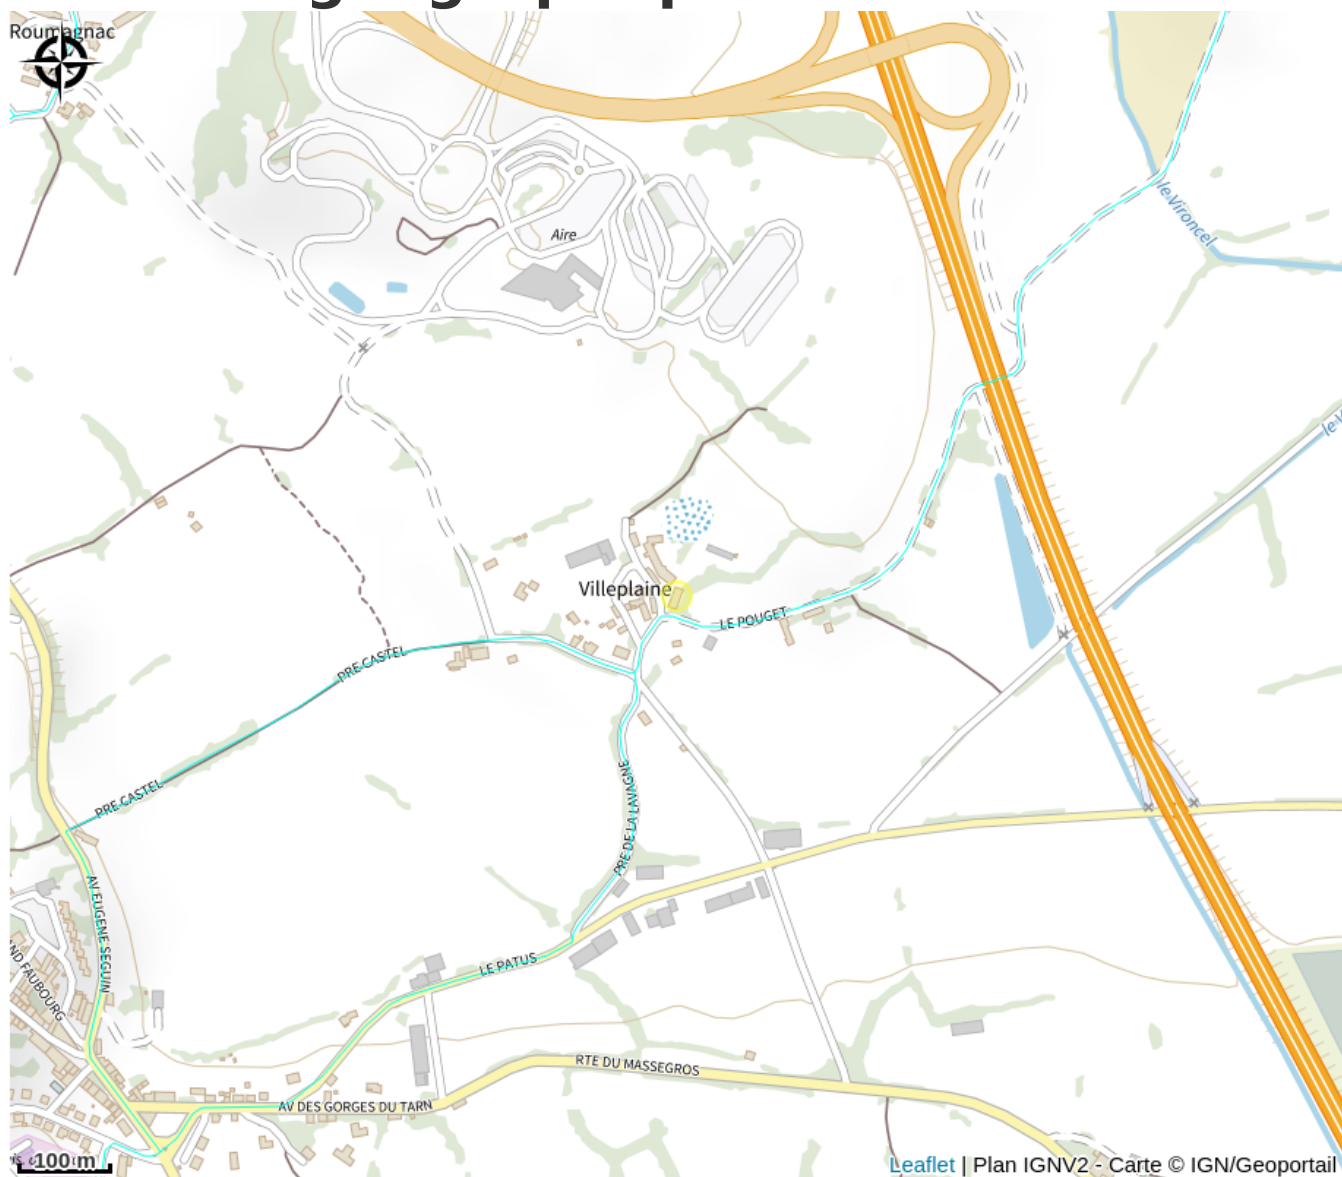 Roumagnac
Aire
le Vironcel
Villeplaine
LE POUGET
PRE CASTEL
PRE CASTEL
PRE DE LA LAVAGNE
AV EUGENE SEGUIN
LE PATUS
ND FAUBOURG
RTE DU MASSEGROS
AV DES GORGES DU TARN
100 m
Leaflet | Plan IGNV2 - Carte © IGN/Geoportail